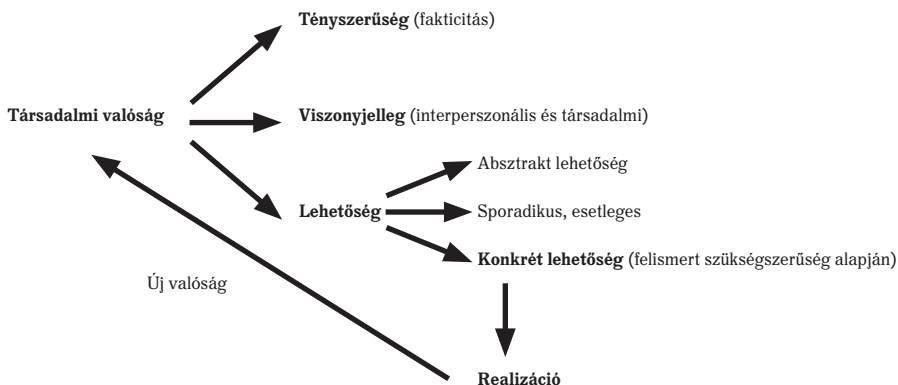 Tényszerűség (fakticitás)
Társadalmi valóság
Viszonyjelleg (interperszonális és társadalmi)
Absztrakt lehetőség
Lehetőség
Sporadikus, esetleges
Konkrét lehetőség (felismert szükségszerűség alapján)
Új valóság
Realizáció